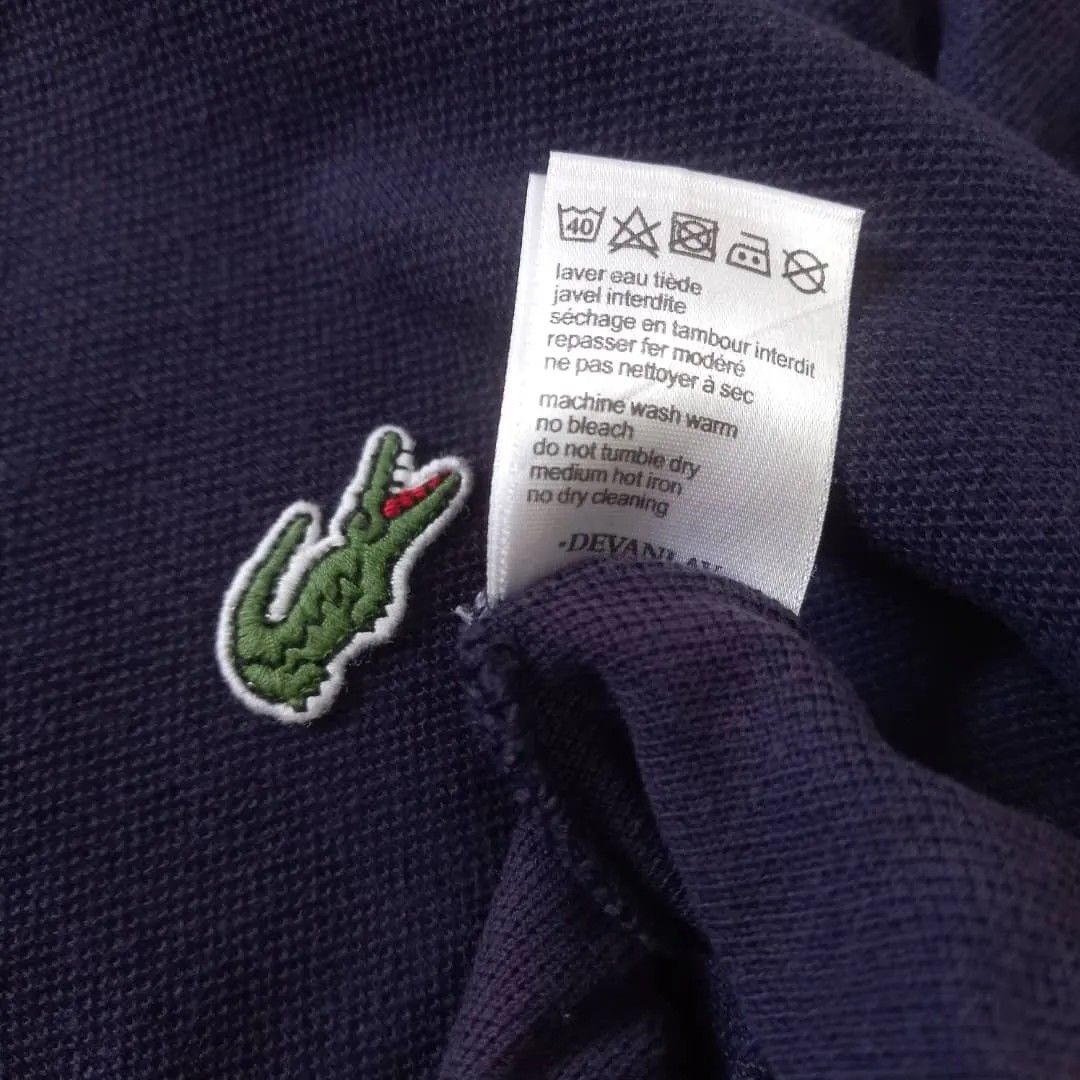 40
laver eau tiède
javel interdite
séchage en tambour interdit
repasser fer modéré
ne pas nettoyer à sec
machine wash warm
no bleach
do not tumble dry
medium hot iron
no dry cleaning